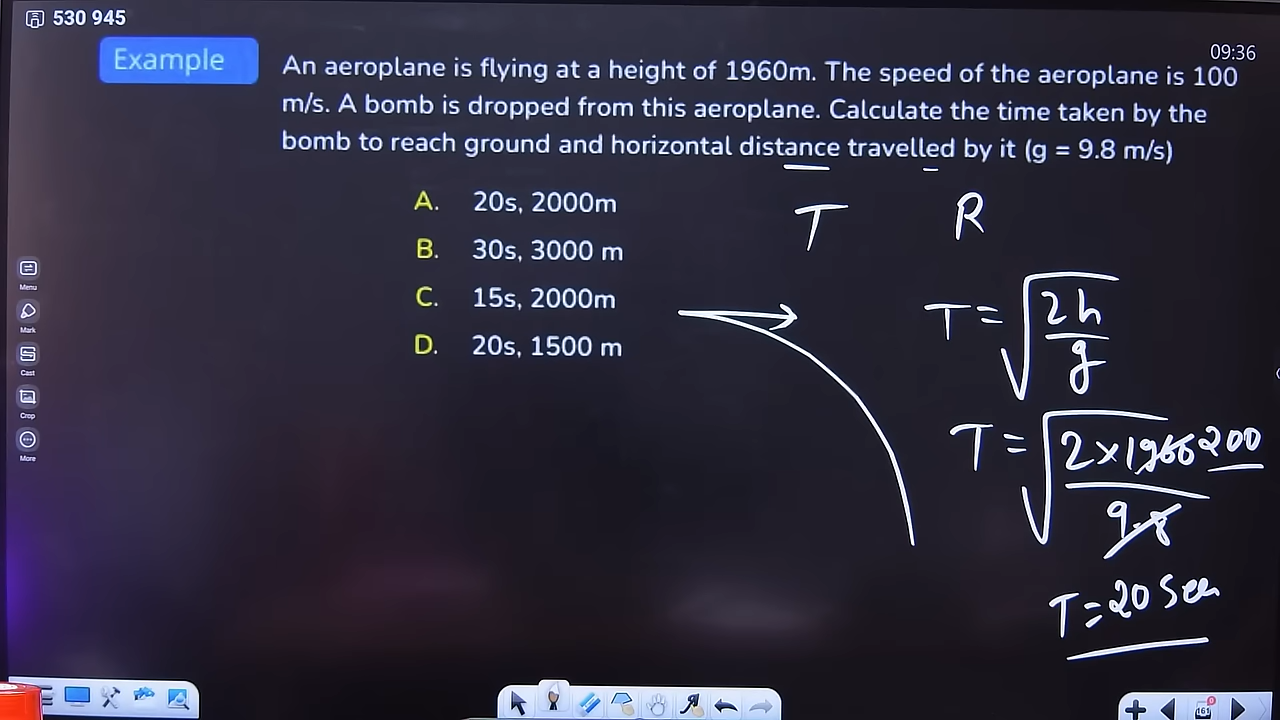 530 945
09:36
Example
An aeroplane is flying at a height of 1960m. The speed of the aeroplane is 100
m/s. A bomb is dropped from this aeroplane. Calculate the time taken by the
bomb to reach ground and horizontal distance travelled by it (g = 9.8 m/s)
A. 20s, 2000m
B. 30s, 3000 m
C. 15s, 2000m
D. 20s, 1500 m
T R
T = √2h/g
T = √2×1960 200/9.8
T = 20 Sec
Menu
Mark
Cast
Crop
More